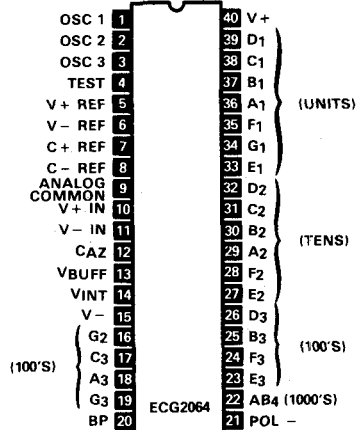 OSC 1 1 40 V+
OSC 2 2 39 D1
OSC 3 3 38 C1
TEST 4 37 B1
V+ REF 5 36 A1 (UNITS)
V- REF 6 35 F1
C+ REF 7 34 G1
C- REF 8 33 E1
ANALOG
COMMON 9 32 D2
V+ IN 10 31 C2
V- IN 11 30 B2
CAZ 12 29 A2 (TENS)
VBUFF 13 28 F2
VINT 14 27 E2
V- 15 26 D3
G2 16 25 B3
(100'S) C3 17 24 F3 (100'S)
A3 18 23 E3
G3 19 22 AB4 (1000'S)
BP 20 ECG2064 21 POL -